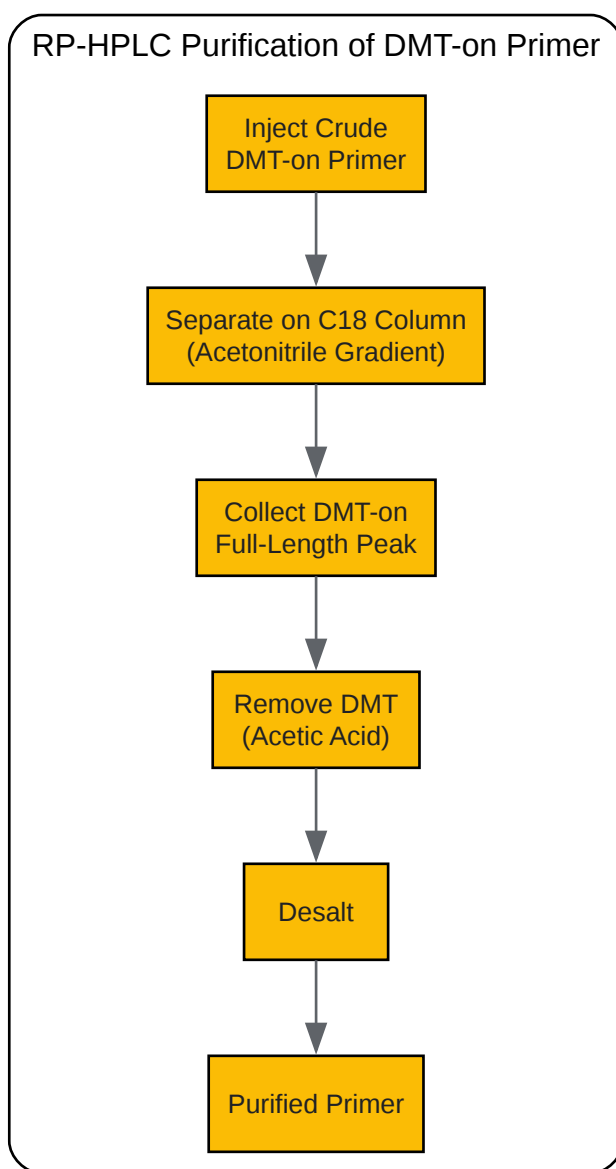 RP-HPLC Purification of DMT-on Primer
Inject Crude
DMT-on Primer
Separate on C18 Column
(Acetonitrile Gradient)
Collect DMT-on
Full-Length Peak
Remove DMT
(Acetic Acid)
Desalt
Purified Primer